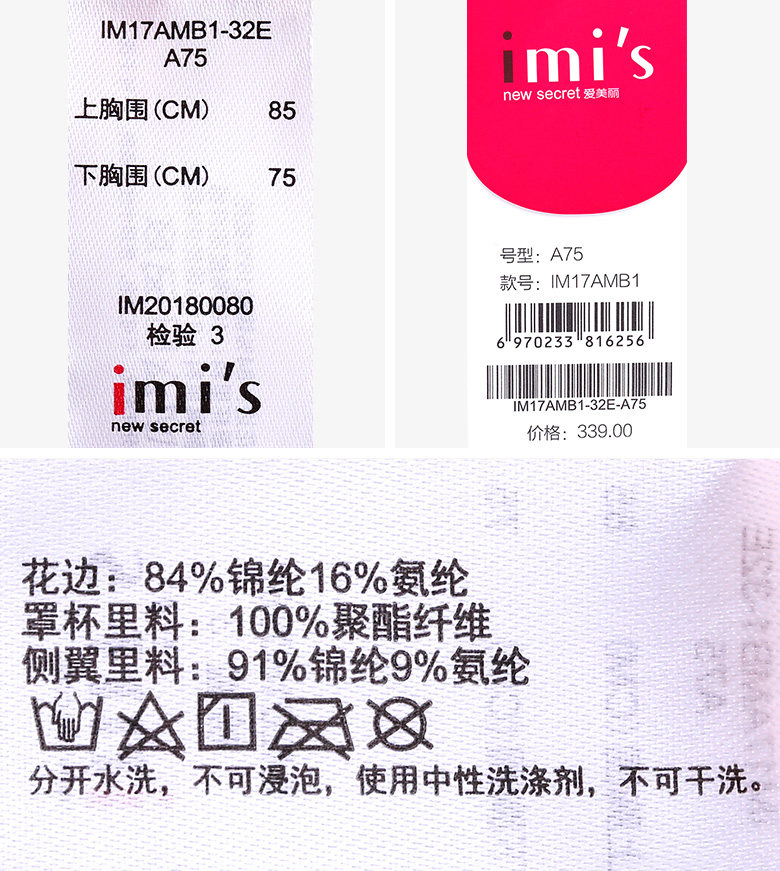 IM17AMB1-32E
A75
上胸围(CM) 85
下胸围(CM) 75
IM20180080
检验 3
imi's
new secret
imi's
new secret 爱美丽
号型: A75
款号: IM17AMB1
6 970233 816256
IM17AMB1-32E-A75
价格: 339.00
花边：84%锦纶16%氨纶
罩杯里料：100%聚酯纤维
侧翼里料：91%锦纶9%氨纶
分开水洗，不可浸泡，使用中性洗涤剂，不可干洗。